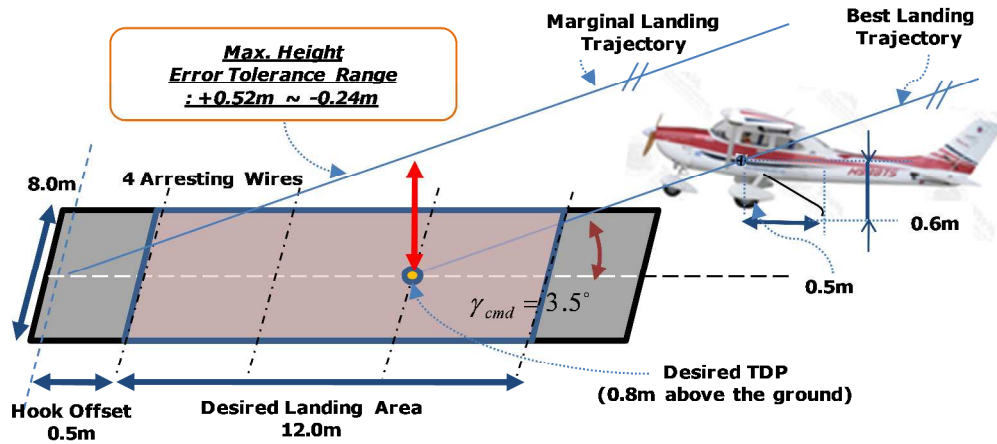 Marginal Landing
Trajectory
Best Landing
Trajectory
Max. Height
Error Tolerance Range
: +0.52m ~ -0.24m
8.0m
4 Arresting Wires
0.6m
0.5m
γcmd = 3.5°
Desired TDP
(0.8m above the ground)
Hook Offset
0.5m
Desired Landing Area
12.0m